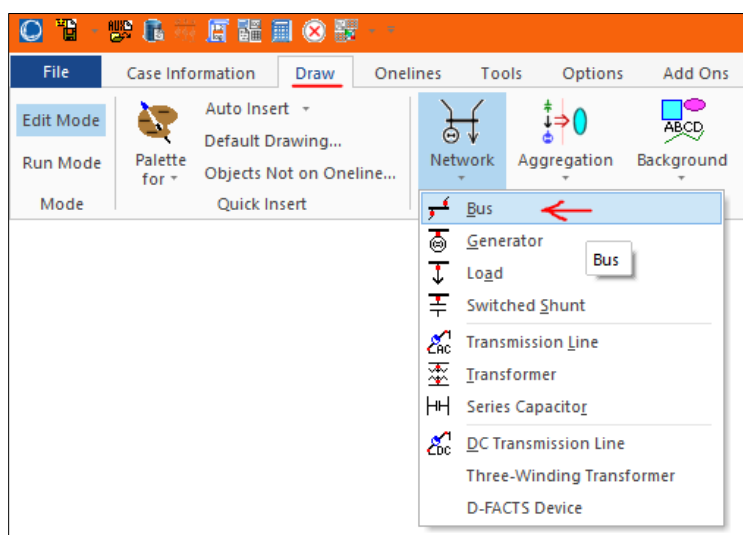 AUX
File Case Information Draw Onelines Tools Options Add Ons
Edit Mode
Run Mode
Mode
Palette for
Auto Insert
Default Drawing...
Objects Not on Oneline...
Quick Insert
Network
Aggregation
ABCD
Background
Bus
Generator
Bus
Load
Switched Shunt
AC
Transmission Line
Transformer
Series Capacitor
DC
DC Transmission Line
Three-Winding Transformer
D-FACTS Device